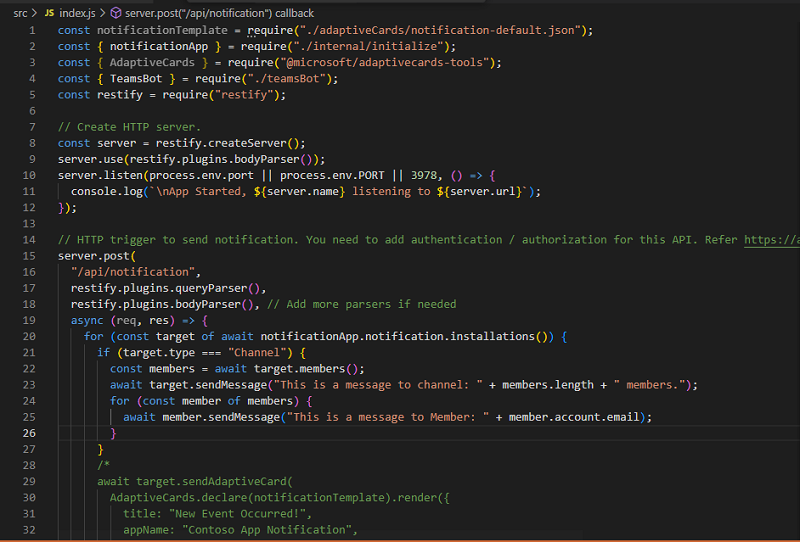 src > JS index.js > server.post("/api/notification") callback
1 const notificationTemplate = require("./adaptiveCards/notification-default.json");
2 const { notificationApp } = require("./internal/initialize");
3 const { AdaptiveCards } = require("@microsoft/adaptivecards-tools");
4 const { TeamsBot } = require("./teamsBot");
5 const restify = require("restify");
6
7 // Create HTTP server.
8 const server = restify.createServer();
9 server.use(restify.plugins.bodyParser());
10 server.listen(process.env.port || process.env.PORT || 3978, () => {
11   console.log(`\nApp Started, ${server.name} listening to ${server.url}`);
12 });
13
14 // HTTP trigger to send notification. You need to add authentication / authorization for this API. Refer https://a
15 server.post(
16   "/api/notification",
17   restify.plugins.queryParser(),
18   restify.plugins.bodyParser(), // Add more parsers if needed
19   async (req, res) => {
20     for (const target of await notificationApp.notification.installations()) {
21       if (target.type === "Channel") {
22         const members = await target.members();
23         await target.sendMessage("This is a message to channel: " + members.length + " members.");
24         for (const member of members) {
25           await member.sendMessage("This is a message to Member: " + member.account.email);
26         }
27       }
28       /*
29       await target.sendAdaptiveCard(
30         AdaptiveCards.declare(notificationTemplate).render({
31           title: "New Event Occurred!",
32           appName: "Contoso App Notification",